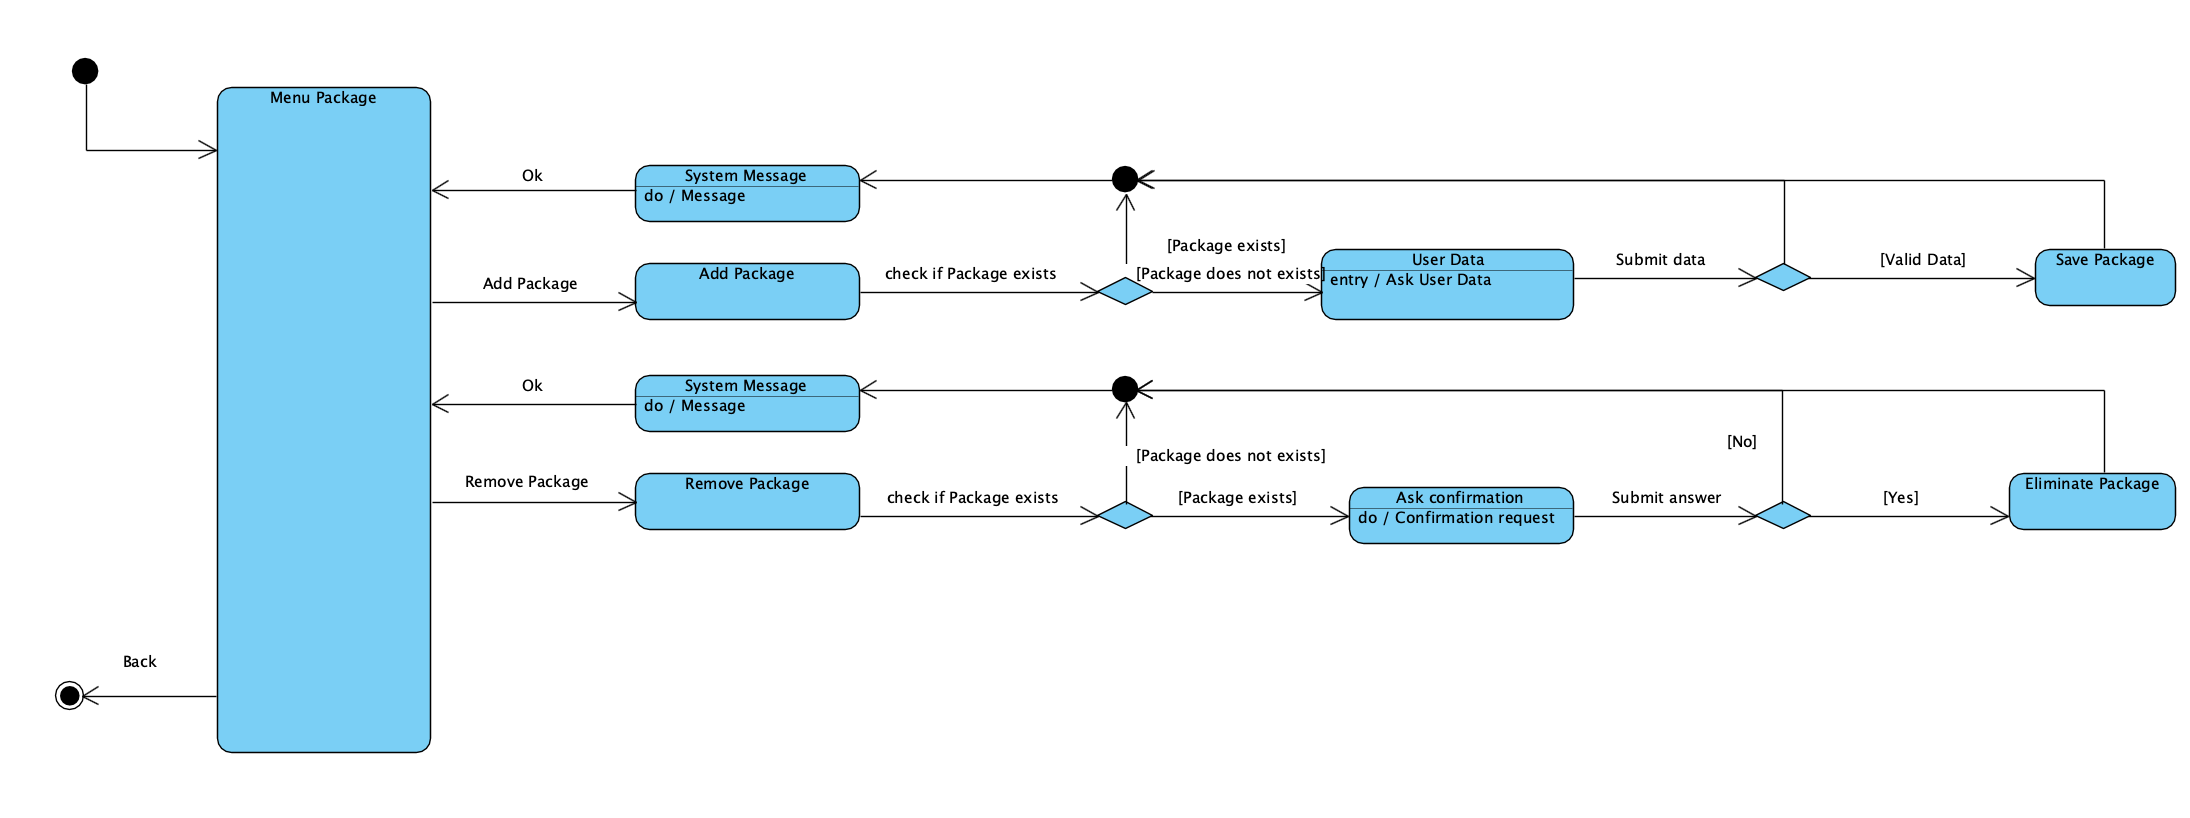 Menu Package
Ok
System Message
do / Message
[Package exists]
Add Package
Add Package
check if Package exists
[Package does not exists]
User Data
entry / Ask User Data
Submit data
[Valid Data]
Save Package
Ok
System Message
do / Message
[No]
[Package does not exists]
Remove Package
Remove Package
check if Package exists
[Package exists]
Ask confirmation
do / Confirmation request
Submit answer
[Yes]
Eliminate Package
Back